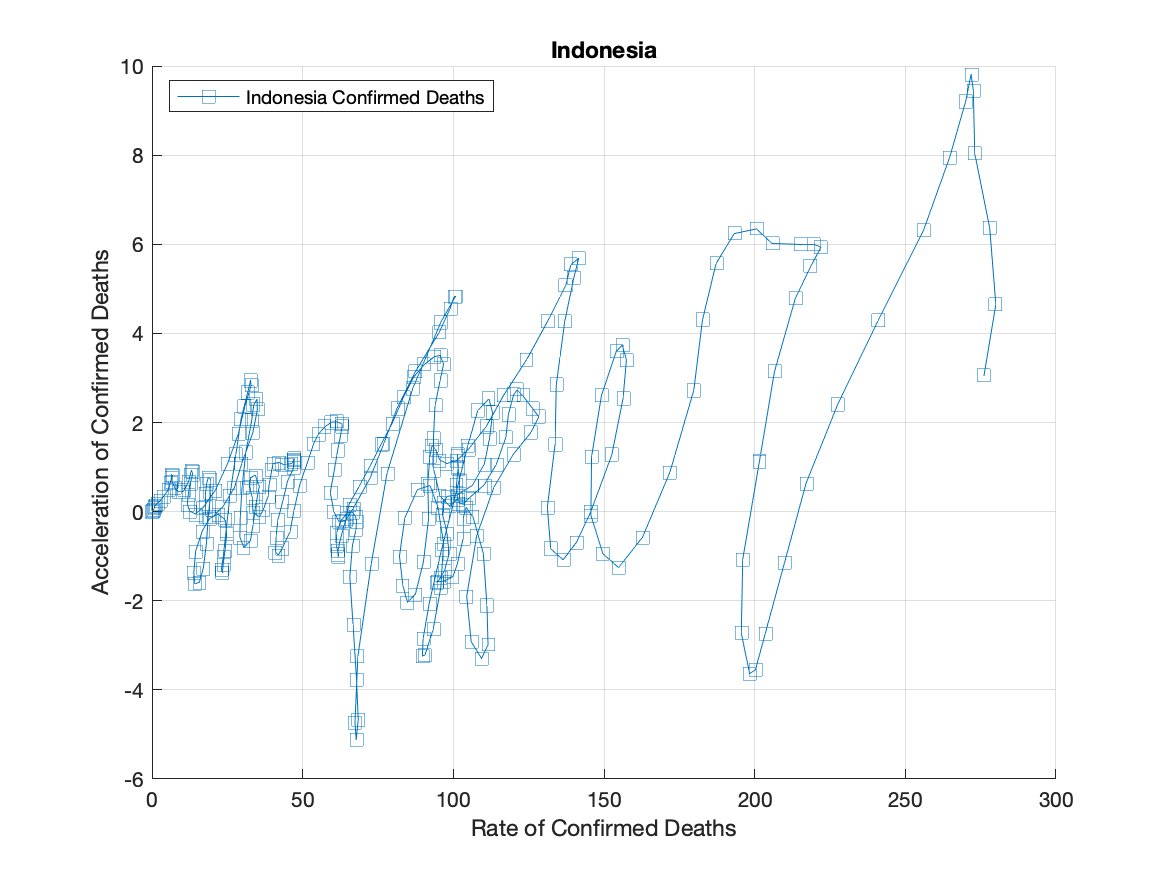 Indonesia
Indonesia Confirmed Deaths
10
8
6
4
2
0
-2
-4
-6
Acceleration of Confirmed Deaths
0 50 100 150 200 250 300
Rate of Confirmed Deaths